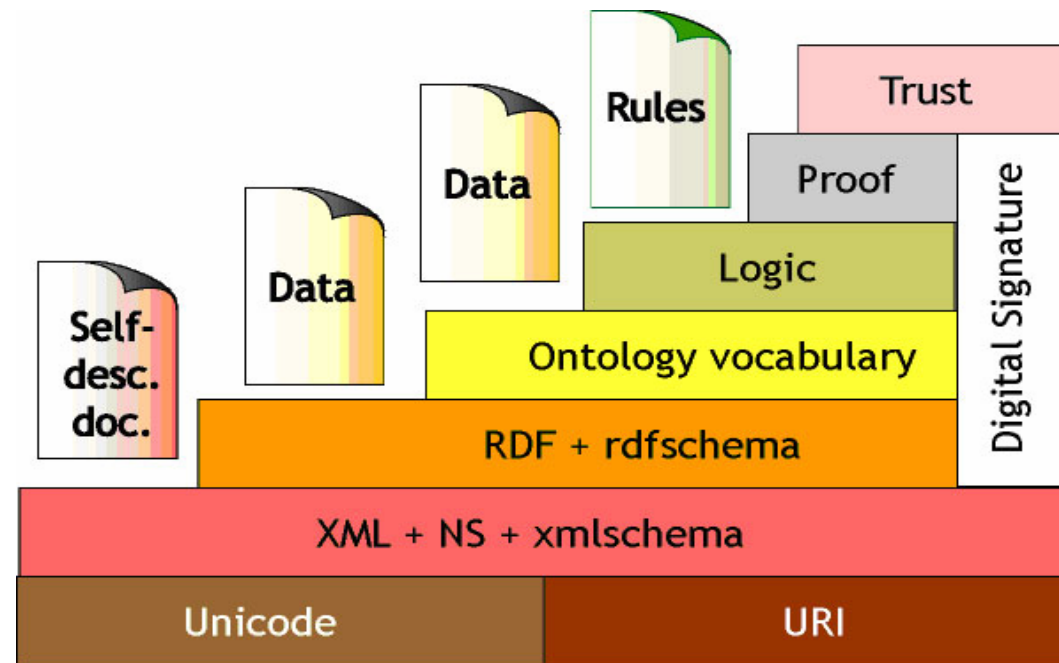 Rules
Trust
Data
Proof
Data
Logic
Self-
desc.
doc.
Digital Signature
Ontology vocabulary
RDF + rdfschema
XML + NS + xmlschema
Unicode
URI